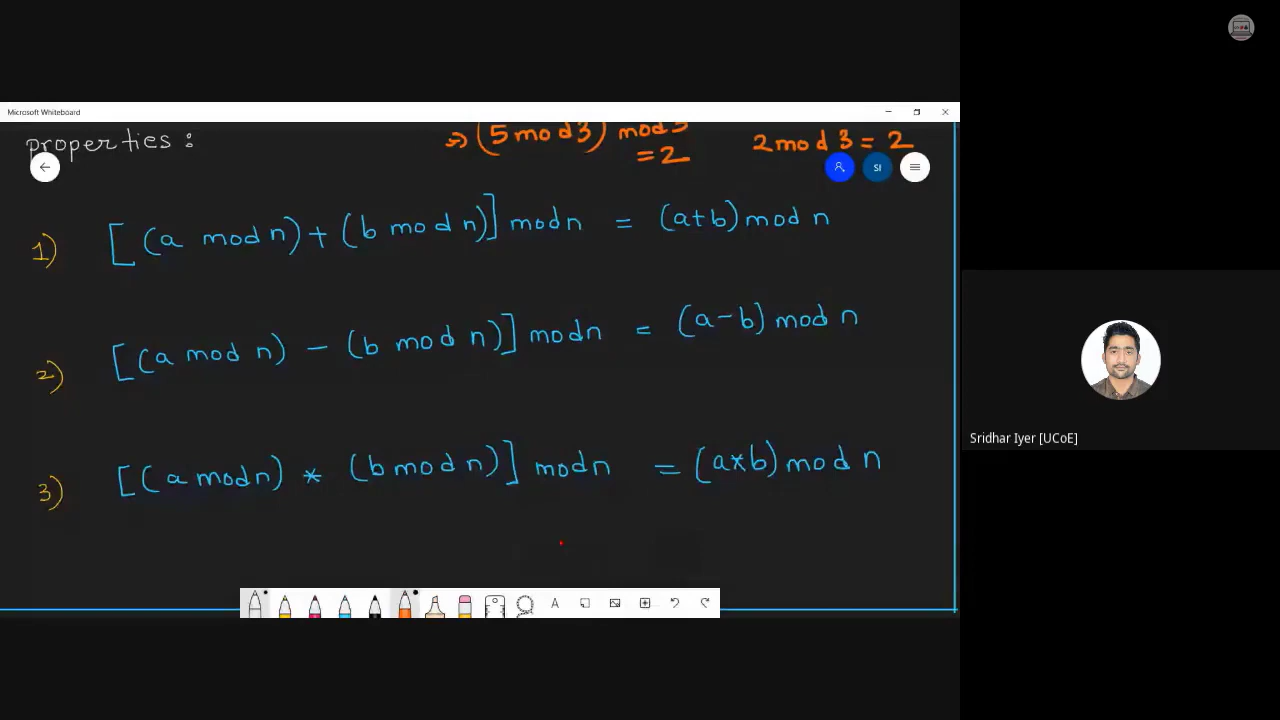 Microsoft Whiteboard
properties :
=> (5 mod 3) mod 3
= 2
2 mod 3 = 2
SI
1) [(a mod n) + (b mod n)] mod n = (a+b) mod n
2) [(a mod n) - (b mod n)] mod n = (a-b) mod n
3) [(a mod n) * (b mod n)] mod n = (a*b) mod n
Sridhar Iyer [UCoE]